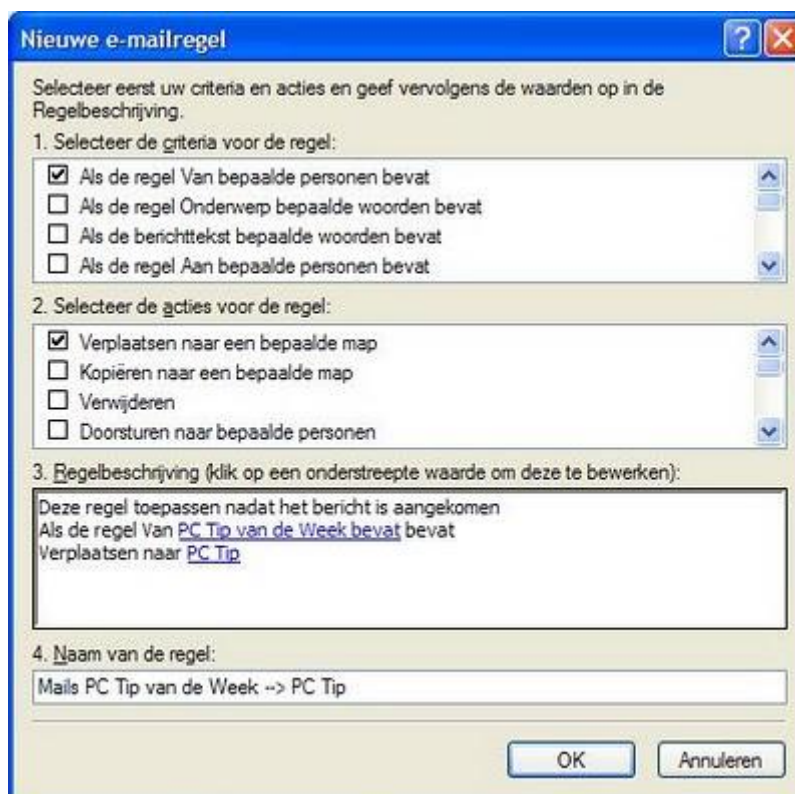 Nieuwe e-mailregel
Selecteer eerst uw criteria en acties en geef vervolgens de waarden op in de
Regelbeschrijving.
1. Selecteer de criteria voor de regel:
Als de regel Van bepaalde personen bevat
Als de regel Onderwerp bepaalde woorden bevat
Als de berichttekst bepaalde woorden bevat
Als de regel Aan bepaalde personen bevat
2. Selecteer de acties voor de regel:
Verplaatsen naar een bepaalde map
Kopiëren naar een bepaalde map
Verwijderen
Doorsturen naar bepaalde personen
3. Regelbeschrijving (klik op een onderstreepte waarde om deze te bewerken):
Deze regel toepassen nadat het bericht is aangekomen
Als de regel Van PC Tip van de Week bevat bevat
Verplaatsen naar PC Tip
4. Naam van de regel:
Mails PC Tip van de Week --> PC Tip
OK Annuleren